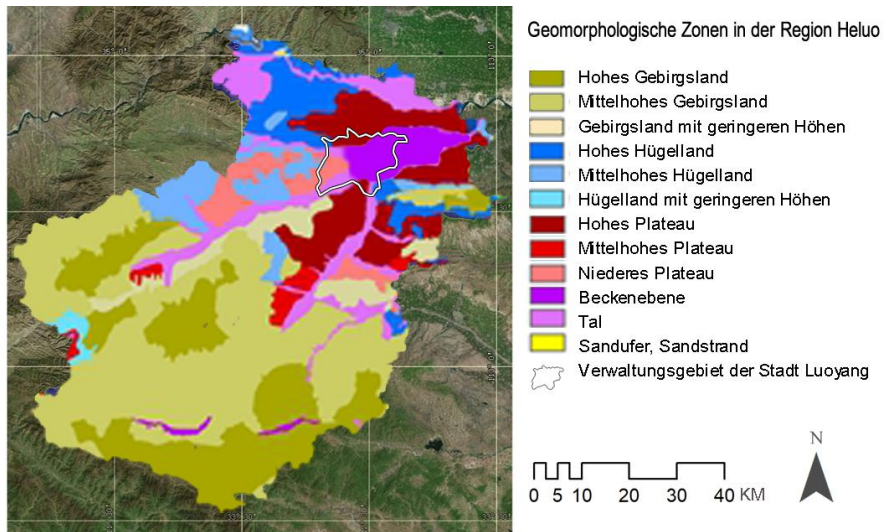 Geomorphologische Zonen in der Region Heluo
Hohes Gebirgsland
Mittelhohes Gebirgsland
Gebirgsland mit geringeren Höhen
Hohes Hügelland
Mittelhohes Hügelland
Hügelland mit geringeren Höhen
Hohes Plateau
Mittelhohes Plateau
Niederes Plateau
Beckenebene
Tal
Sandufer, Sandstrand
Verwaltungsgebiet der Stadt Luoyang
N
0 5 10 20 30 40 KM